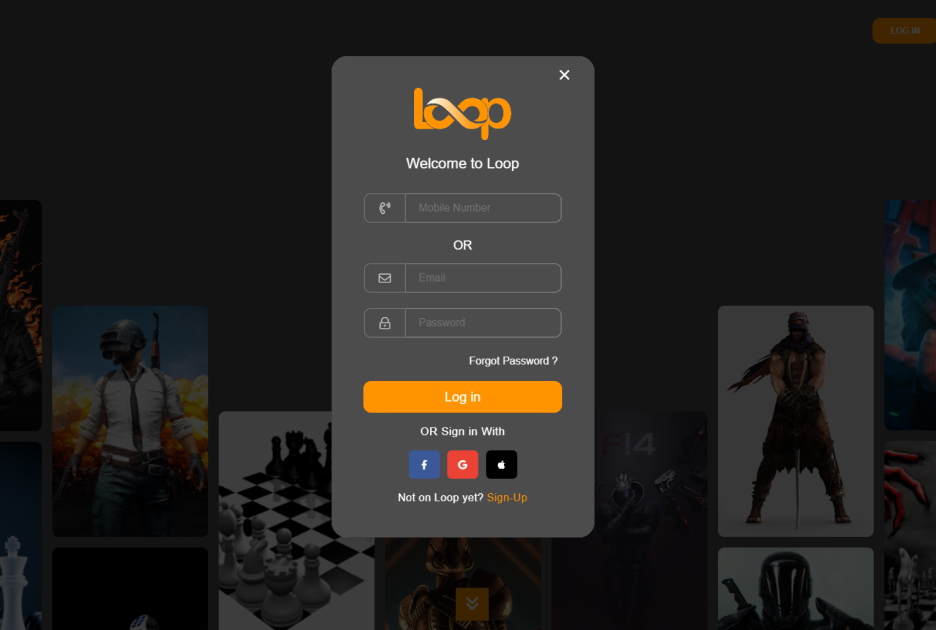 LOG IN
loop
Welcome to Loop
Mobile Number
OR
Email
Password
Forgot Password ?
Log in
OR Sign in With
f G
Not on Loop yet? Sign-Up